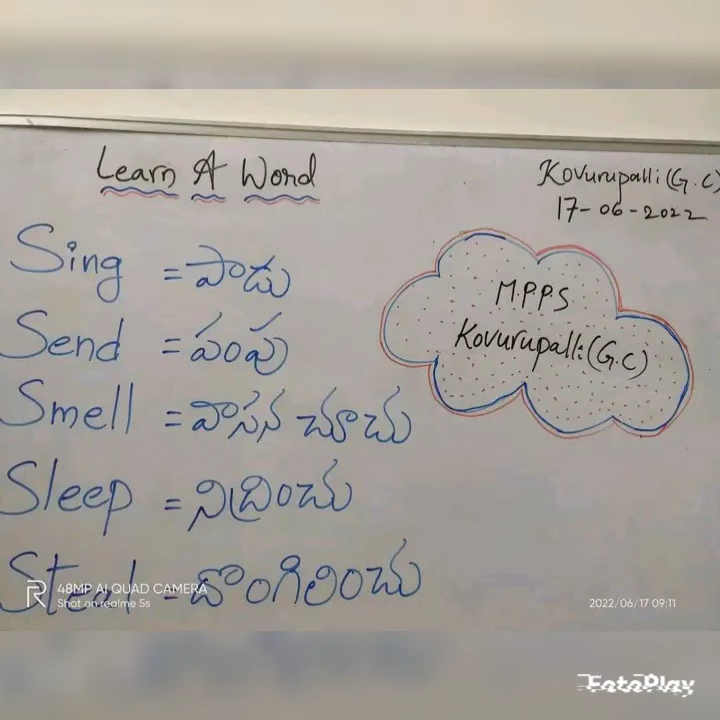 Learn A Word
Kovurupalli (G.C)
17-06-2022
Sing = పాడు
Send = పంపు
Smell = వాసన చూచు
Sleep = నిద్రించు
Steal = దొంగిలించు
M.P.P.S
Kovurupalli (G.C)
48MP AI QUAD CAMERA
Shot on realme 5s
2022/06/17 09:11